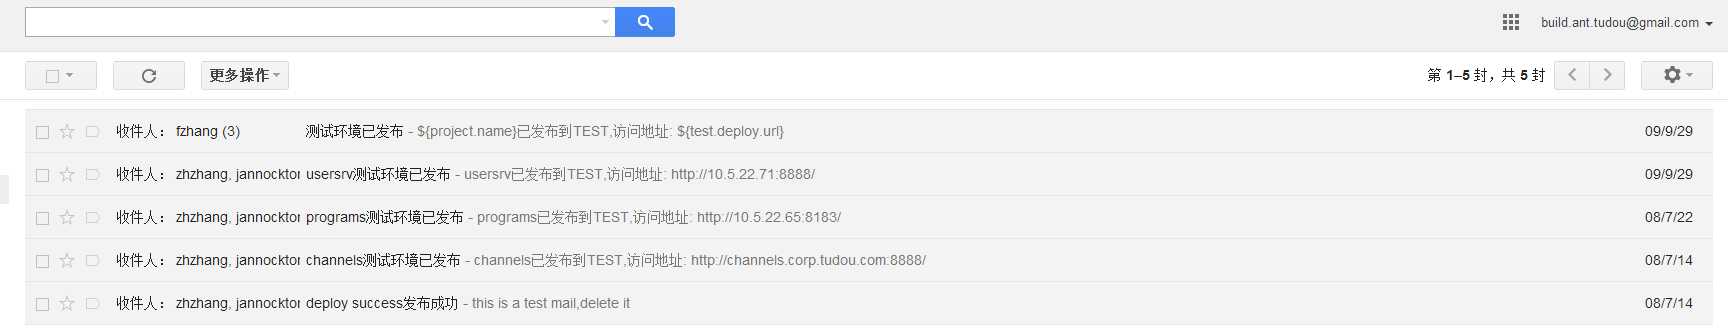 build.ant.tudou@gmail.com
更多操作 第 1–5 封，共 5 封
收件人： fzhang (3) 测试环境已发布 - ${project.name}已发布到TEST,访问地址: ${test.deploy.url} 09/9/29
收件人： zhzhang, jannocktor usersrv测试环境已发布 - usersrv已发布到TEST,访问地址: http://10.5.22.71:8888/ 09/9/29
收件人： zhzhang, jannocktor programs测试环境已发布 - programs已发布到TEST,访问地址: http://10.5.22.65:8183/ 08/7/22
收件人： zhzhang, jannocktor channels测试环境已发布 - channels已发布到TEST,访问地址: http://channels.corp.tudou.com:8888/ 08/7/14
收件人： zhzhang, jannocktor deploy success发布成功 - this is a test mail,delete it 08/7/14